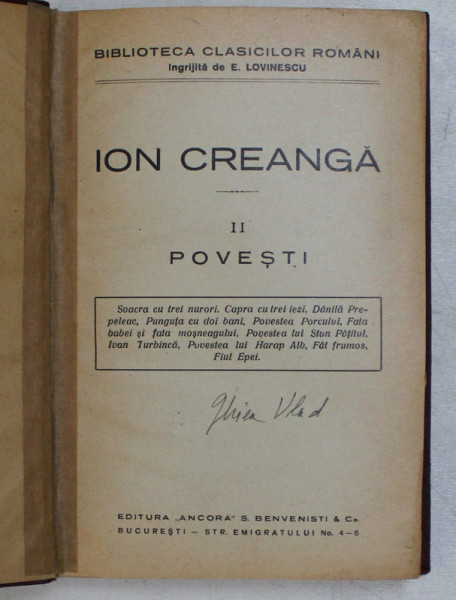 BIBLIOTECA CLASICILOR ROMÂNI
Ingrijită de E. LOVINESCU
ION CREANGĂ
II
POVEȘTI
Soacra cu trei nurori. Capra cu trei iezi, Dănilă Pre-
peleac, Punguța cu doi bani, Povestea Porcului, Fata
babei și fata moșneagului, Povestea lui Stan Pățitul,
Ivan Turbincă, Povestea lui Harap Alb, Făt frumos,
Fiul Epei.
Ghica Vlad
EDITURA „ANCORA" S. BENVENISTI & Co.
BUCUREȘTI — STR. EMIGRATULUI No. 4–6